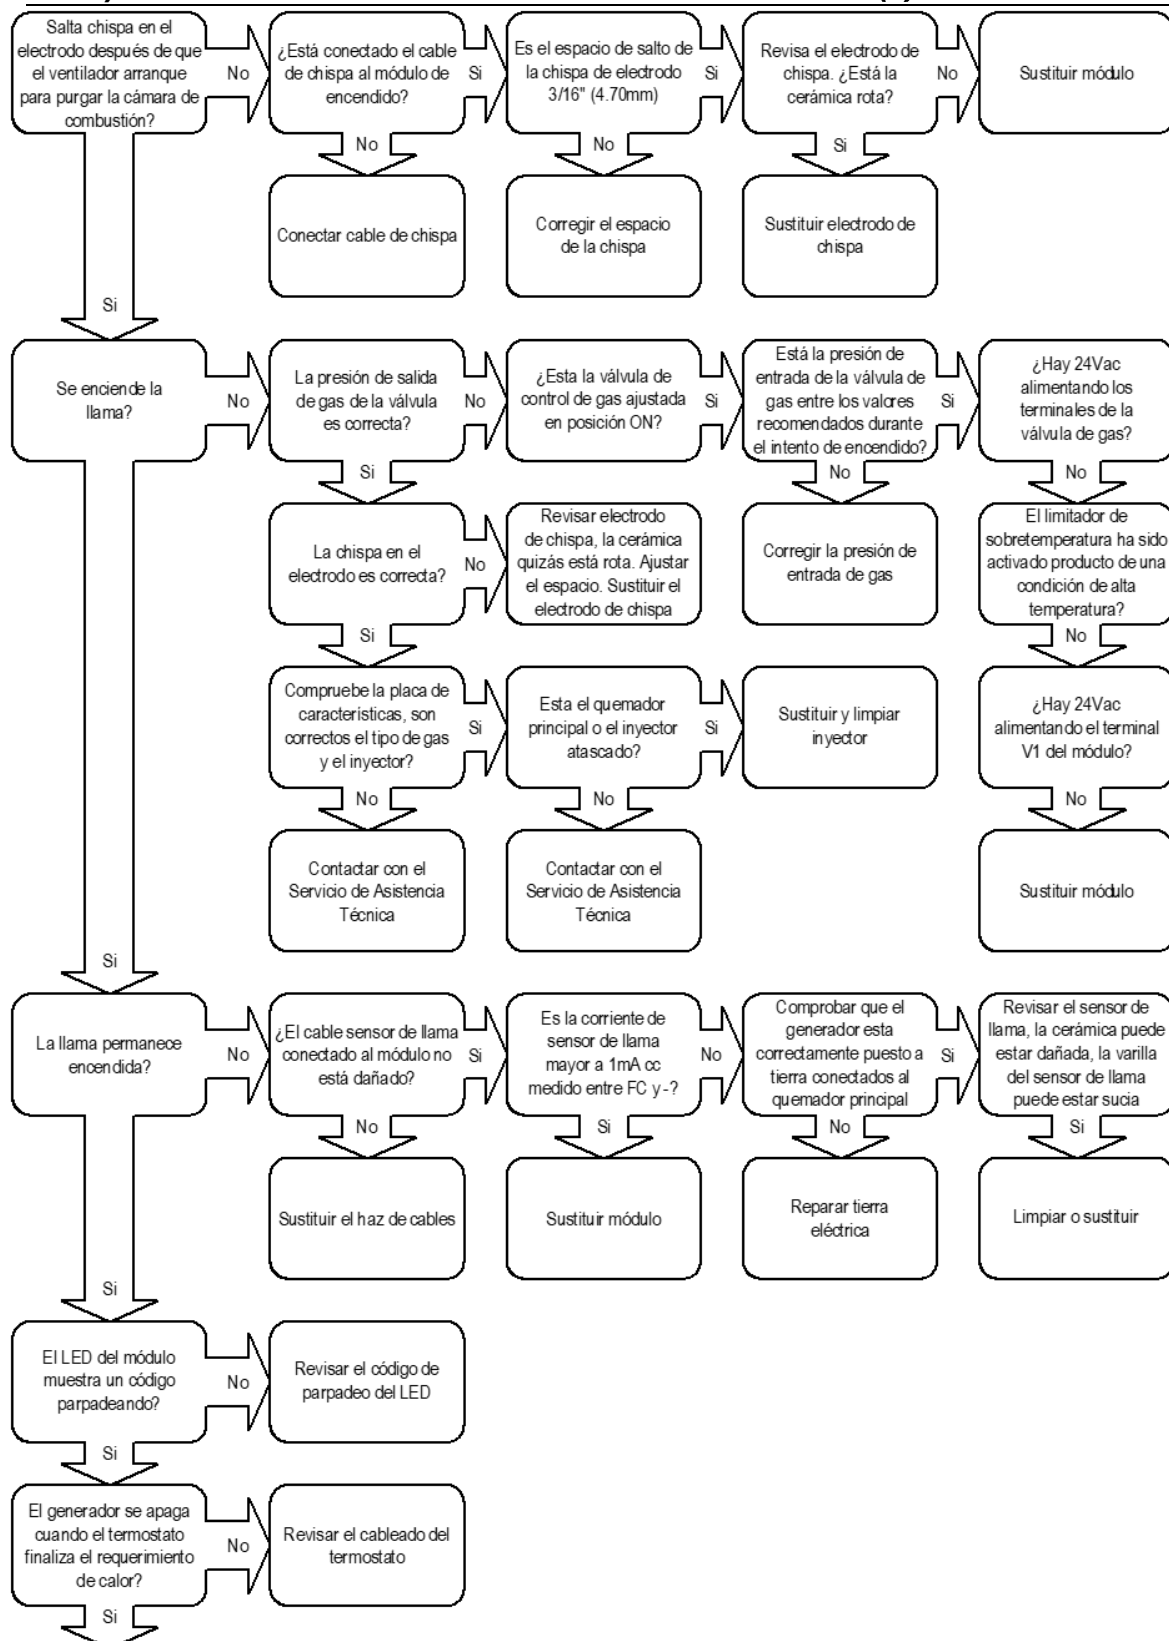 Salta chispa en el
electrodo después de que
el ventilador arranque
para purgar la cámara de
combustión?
No
¿Está conectado el cable
de chispa al módulo de
encendido?
Si
Es el espacio de salto de
la chispa de electrodo
3/16" (4.70mm)
Si
Revisa el electrodo de
chispa. ¿Está la
cerámica rota?
No
Sustituir módulo
No
No
Si
Conectar cable de chispa
Corregir el espacio
de la chispa
Sustituir electrodo de
chispa
Si
Se enciende la
llama?
No
La presión de salida
de gas de la válvula
es correcta?
No
¿Esta la válvula de
control de gas ajustada
en posición ON?
Si
Está la presión de
entrada de la válvula de
gas entre los valores
recomendados durante
el intento de encendido?
Si
¿Hay 24Vac
alimentando los
terminales de la
válvula de gas?
Si
No
No
La chispa en el
electrodo es correcta?
No
Revisar electrodo
de chispa, la cerámica
quizás está rota. Ajustar
el espacio. Sustituir el
electrodo de chispa
Corregir la presión de
entrada de gas
El limitador de
sobretemperatura ha sido
activado producto de una
condición de alta
temperatura?
Si
No
Compruebe la placa de
características, son
correctos el tipo de gas
y el inyector?
Si
Esta el quemador
principal o el inyector
atascado?
Si
Sustituir y limpiar
inyector
¿Hay 24Vac
alimentando el terminal
V1 del módulo?
No
No
No
Contactar con el
Servicio de Asistencia
Técnica
Contactar con el
Servicio de Asistencia
Técnica
Sustituir módulo
Si
La llama permanece
encendida?
No
¿El cable sensor de llama
conectado al módulo no
está dañado?
Si
Es la corriente de
sensor de llama
mayor a 1mA cc
medido entre FC y -?
No
Comprobar que el
generador esta
correctamente puesto a
tierra conectados al
quemador principal
Si
Revisar el sensor de
llama, la cerámica puede
estar dañada, la varilla
del sensor de llama
puede estar sucia
No
Si
No
Si
Sustituir el haz de cables
Sustituir módulo
Reparar tierra
eléctrica
Limpiar o sustituir
Si
El LED del módulo
muestra un código
parpadeando?
No
Revisar el código de
parpadeo del LED
Si
El generador se apaga
cuando el termostato
finaliza el requerimiento
de calor?
No
Revisar el cableado del
termostato
Si